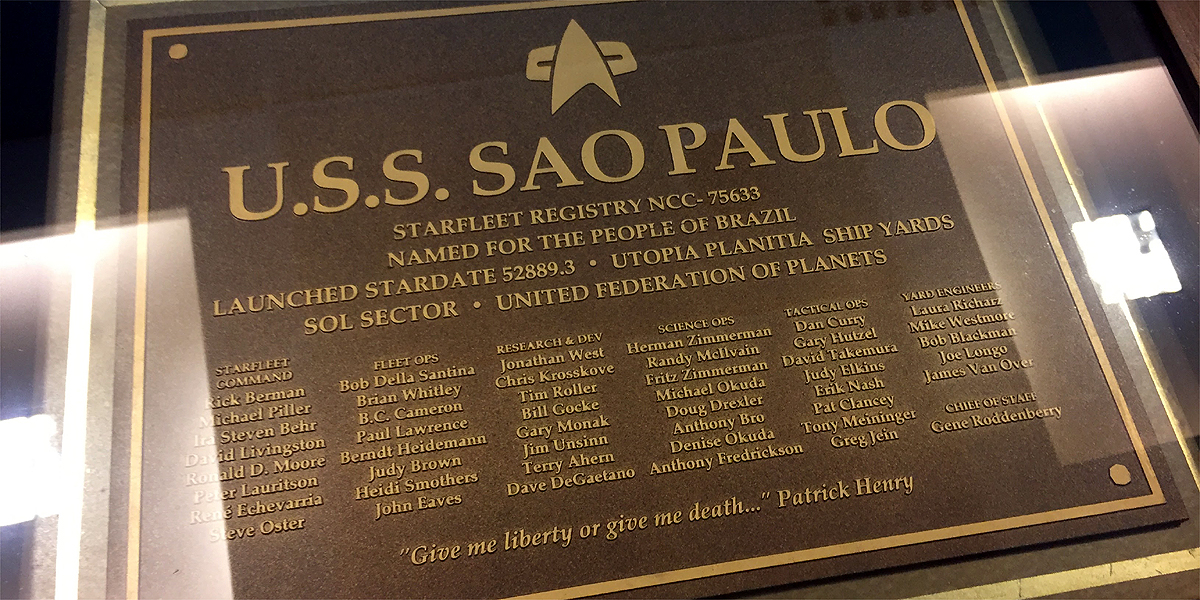 U.S.S. SAO PAULO
STARFLEET REGISTRY NCC- 75633
NAMED FOR THE PEOPLE OF BRAZIL
LAUNCHED STARDATE 52889.3 • UTOPIA PLANITIA SHIP YARDS
SOL SECTOR • UNITED FEDERATION OF PLANETS
STARFLEET
COMMAND
Rick Berman
Michael Piller
Ira Steven Behr
David Livingston
Ronald D. Moore
Peter Lauritson
René Echevarria
Steve Oster
FLEET OPS
Bob Della Santina
Brian Whitley
B.C. Cameron
Paul Lawrence
Berndt Heidemann
Judy Brown
Heidi Smothers
John Eaves
RESEARCH & DEV
Jonathan West
Chris Krosskove
Tim Roller
Bill Gocke
Gary Monak
Jim Unsinn
Terry Ahern
Dave DeGaetano
SCIENCE OPS
Herman Zimmerman
Randy McIlvain
Fritz Zimmerman
Michael Okuda
Doug Drexler
Anthony Bro
Denise Okuda
Anthony Fredrickson
TACTICAL OPS
Dan Curry
Gary Hutzel
David Takemura
Judy Elkins
Erik Nash
Pat Clancey
Tony Meininger
Greg Jein
YARD ENGINEERS
Laura Richarz
Mike Westmore
Bob Blackman
Joe Longo
James Van Over
CHIEF OF STAFF
Gene Roddenberry
"Give me liberty or give me death..." Patrick Henry